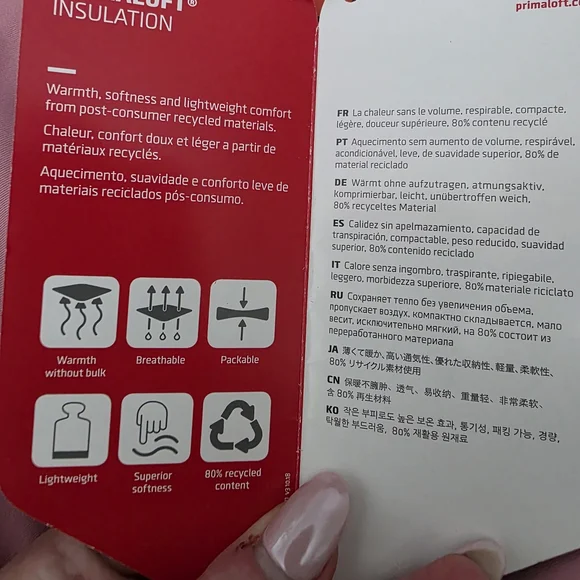 INSULATION
Warmth, softness and lightweight comfort
from post-consumer recycled materials.
Chaleur, confort doux et léger a partir de
matériaux recyclés.
Aquecimento, suavidade e conforto leve de
materiais reciclados pós-consumo.
Warmth
without bulk
Breathable
Packable
Lightweight
Superior
softness
80% recycled
content
FR La chaleur sans le volume, respirable, compacte,
légère, douceur supérieure, 80% contenu recyclé
PT Aquecimento sem aumento de volume, respirável,
acondicionável, leve, de suavidade superior, 80% de
material reciclado
DE Wärmt ohne aufzutragen, atmungsaktiv,
komprimierbar, leicht, unübertroffen weich,
80% recyceltes Material
ES Calidez sin apelmazamiento, capacidad de
transpiración, compactable, peso reducido, suavidad
superior, 80% contenido reciclado
IT Calore senza ingombro, traspirante, ripiegabile,
leggero, morbidezza superiore, 80% materiale riciclato
RU Сохраняет тепло без увеличения объема,
пропускает воздух, компактно складывается, мало
весит, исключительно мягкий, на 80% состоит из
переработанного материала
JA 薄くて暖か、高い通気性、優れた収納性、軽量、柔軟性、
80% リサイクル素材使用
CN 保暖不臃肿、透气、易收纳、重量轻、非常柔软、
含 80% 再生材料
KO 작은 부피로도 높은 보온 효과, 통기성, 패킹 가능, 경량,
탁월한 부드러움, 80% 재활용 원재료